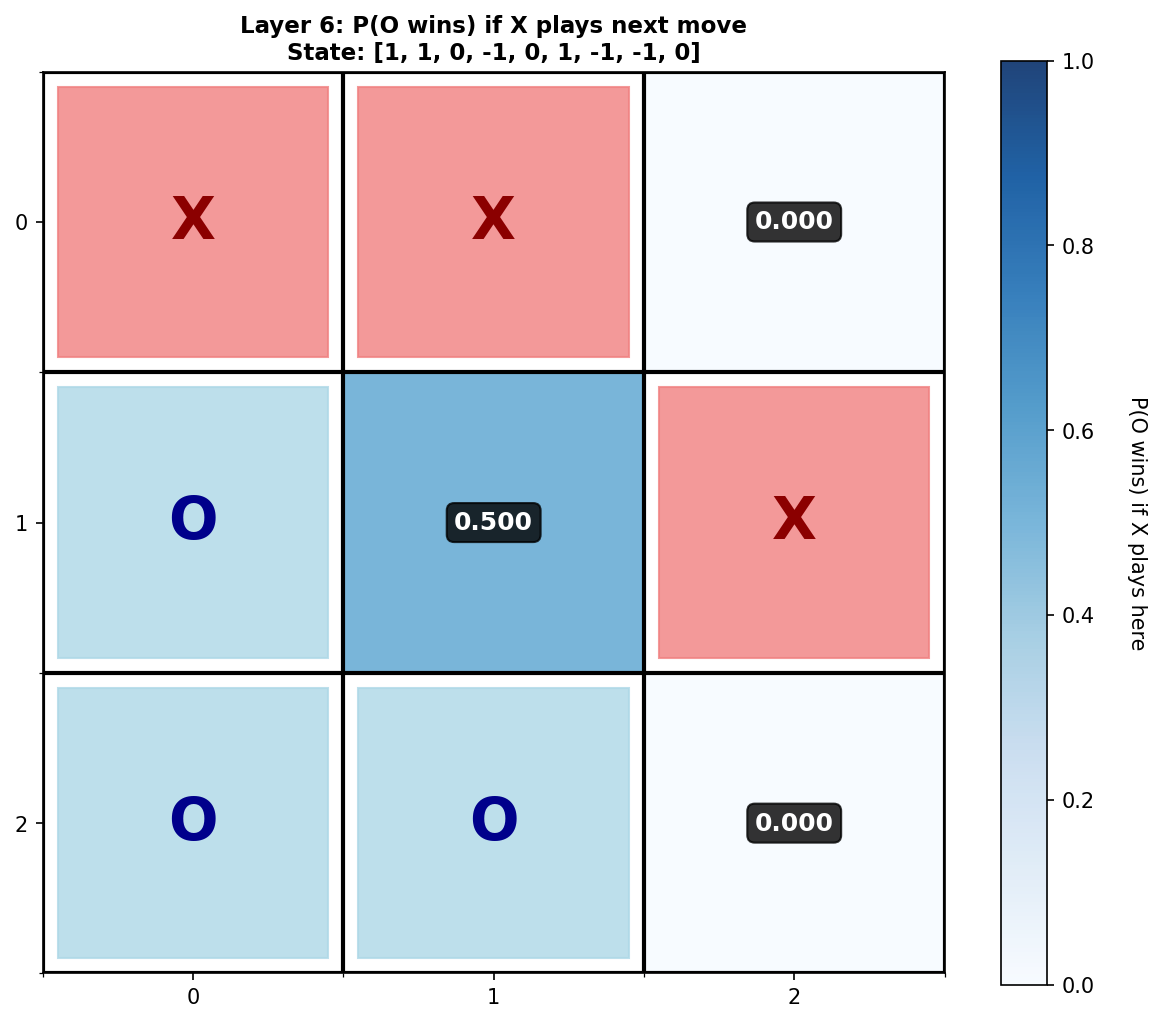 Layer 6: P(O wins) if X plays next move
State: [1, 1, 0, -1, 0, 1, -1, -1, 0]
0
X
X
0.000
1
O
0.500
X
2
O
O
0.000
0
1
2
1.0
0.8
0.6
0.4
0.2
0.0
P(O wins) if X plays here